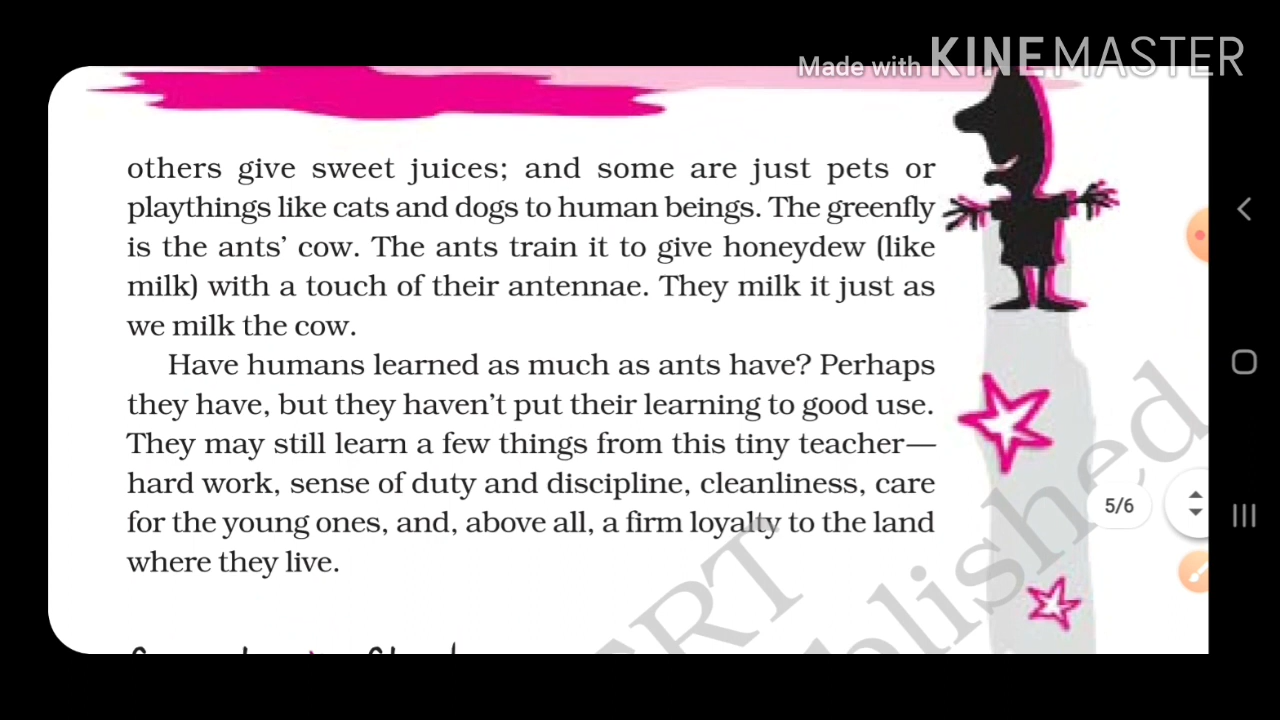 Made with KINEMASTER
others give sweet juices; and some are just pets or
playthings like cats and dogs to human beings. The greenfly
is the ants’ cow. The ants train it to give honeydew (like
milk) with a touch of their antennae. They milk it just as
we milk the cow.
Have humans learned as much as ants have? Perhaps
they have, but they haven’t put their learning to good use.
They may still learn a few things from this tiny teacher—
hard work, sense of duty and discipline, cleanliness, care
for the young ones, and, above all, a firm loyalty to the land
where they live.
5/6